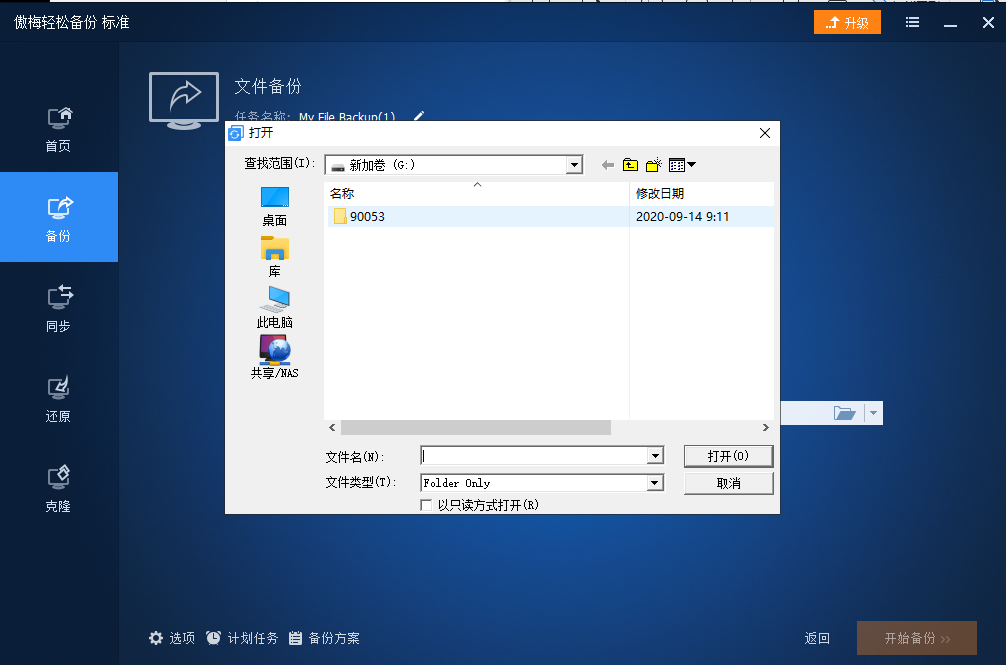 傲梅轻松备份 标准
升级
首页
备份
同步
还原
克隆
文件备份
任务名称: My File Backup(1)
打开
查找范围(I):
新加卷 (G:)
桌面
库
此电脑
共享/NAS
名称
修改日期
90053
2020-09-14 9:11
文件名(N):
打开(O)
文件类型(T):
Folder Only
取消
以只读方式打开(R)
选项
计划任务
备份方案
返回
开始备份 >>